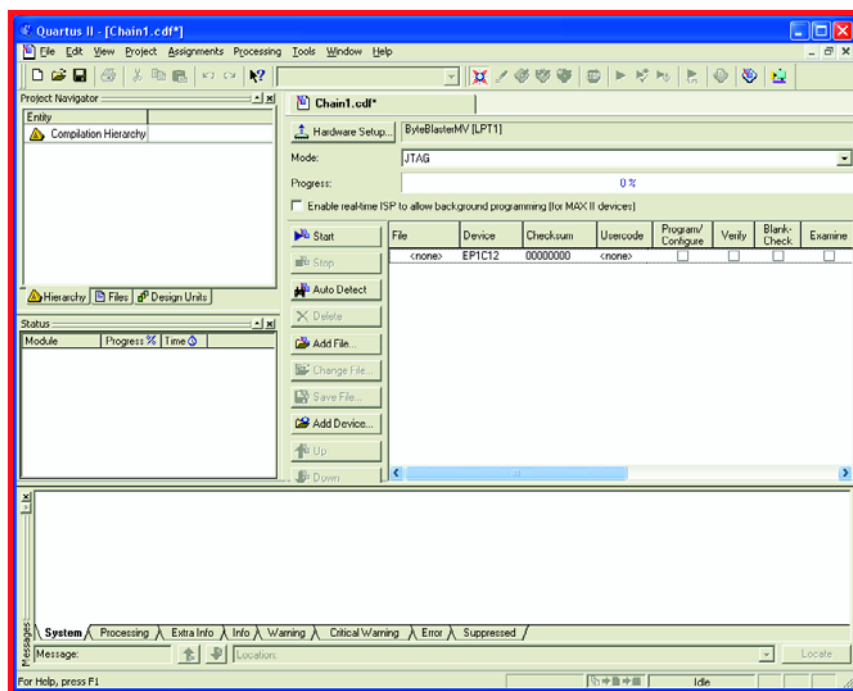 Quartus II - [Chain1.cdf*]
File Edit View Project Assignments Processing Tools Window Help
Project Navigator
Entity
Compilation Hierarchy
Hierarchy Files Design Units
Status
Module Progress % Time
Chain1.cdf*
Hardware Setup... ByteBlasterMV [LPT1]
Mode: JTAG
Progress: 0 %
Enable real-time ISP to allow background programming (for MAX II devices)
Start
Stop
Auto Detect
Delete
Add File...
Change File...
Save File...
Add Device...
Up
Down
File Device Checksum Usercode Program/ Configure Verify Blank- Check Examine
<none> EP1C12 00000000 <none>
Messages
System Processing Extra Info Info Warning Critical Warning Error Suppressed
Message: Location: Locate
For Help, press F1 Idle